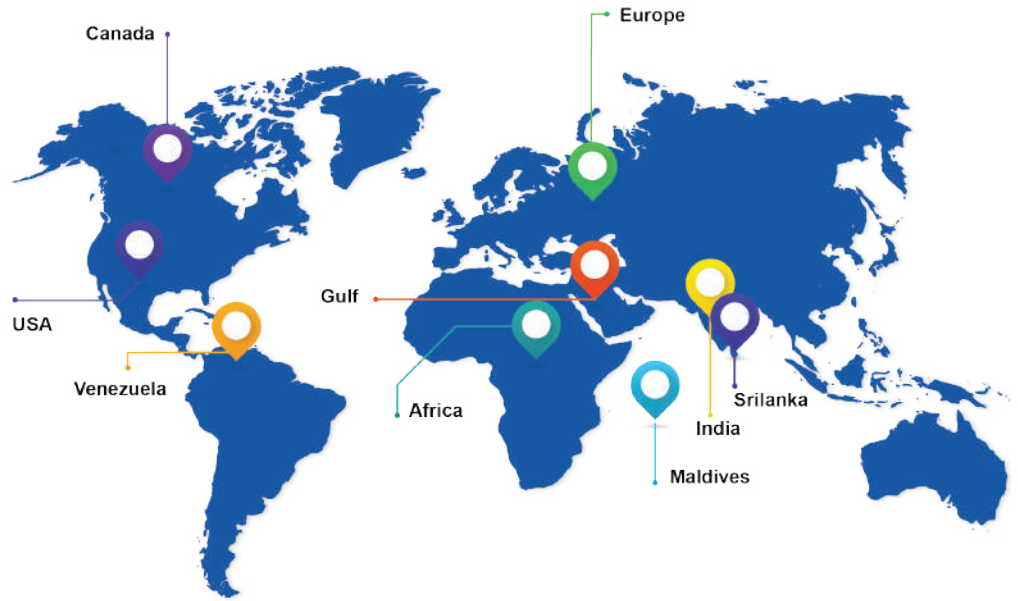 Europe
Canada
Gulf
USA
Venezuela
Africa
Srilanka
India
Maldives